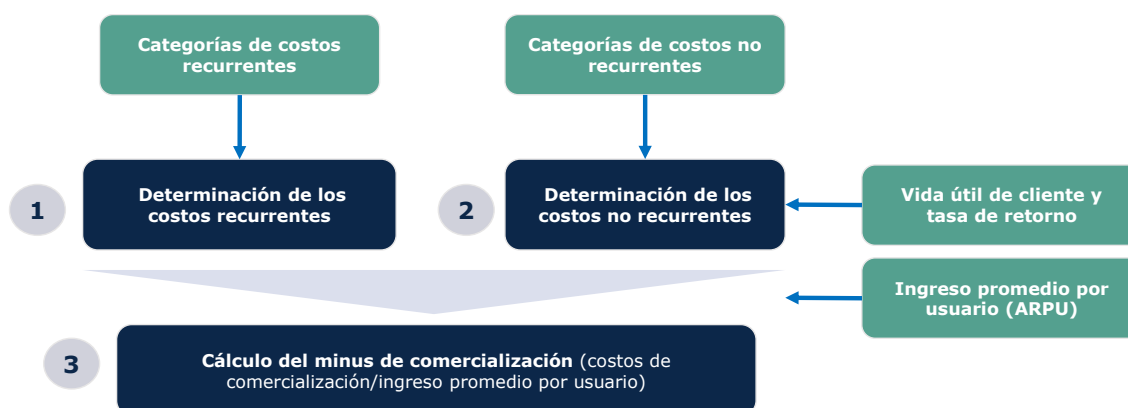 Categorías de costos
recurrentes
Categorías de costos no
recurrentes
1
Determinación de los
costos recurrentes
2
Determinación de los
costos no recurrentes
Vida útil de cliente y
tasa de retorno
Ingreso promedio por
usuario (ARPU)
3
Cálculo del minus de comercialización (costos de
comercialización/ingreso promedio por usuario)